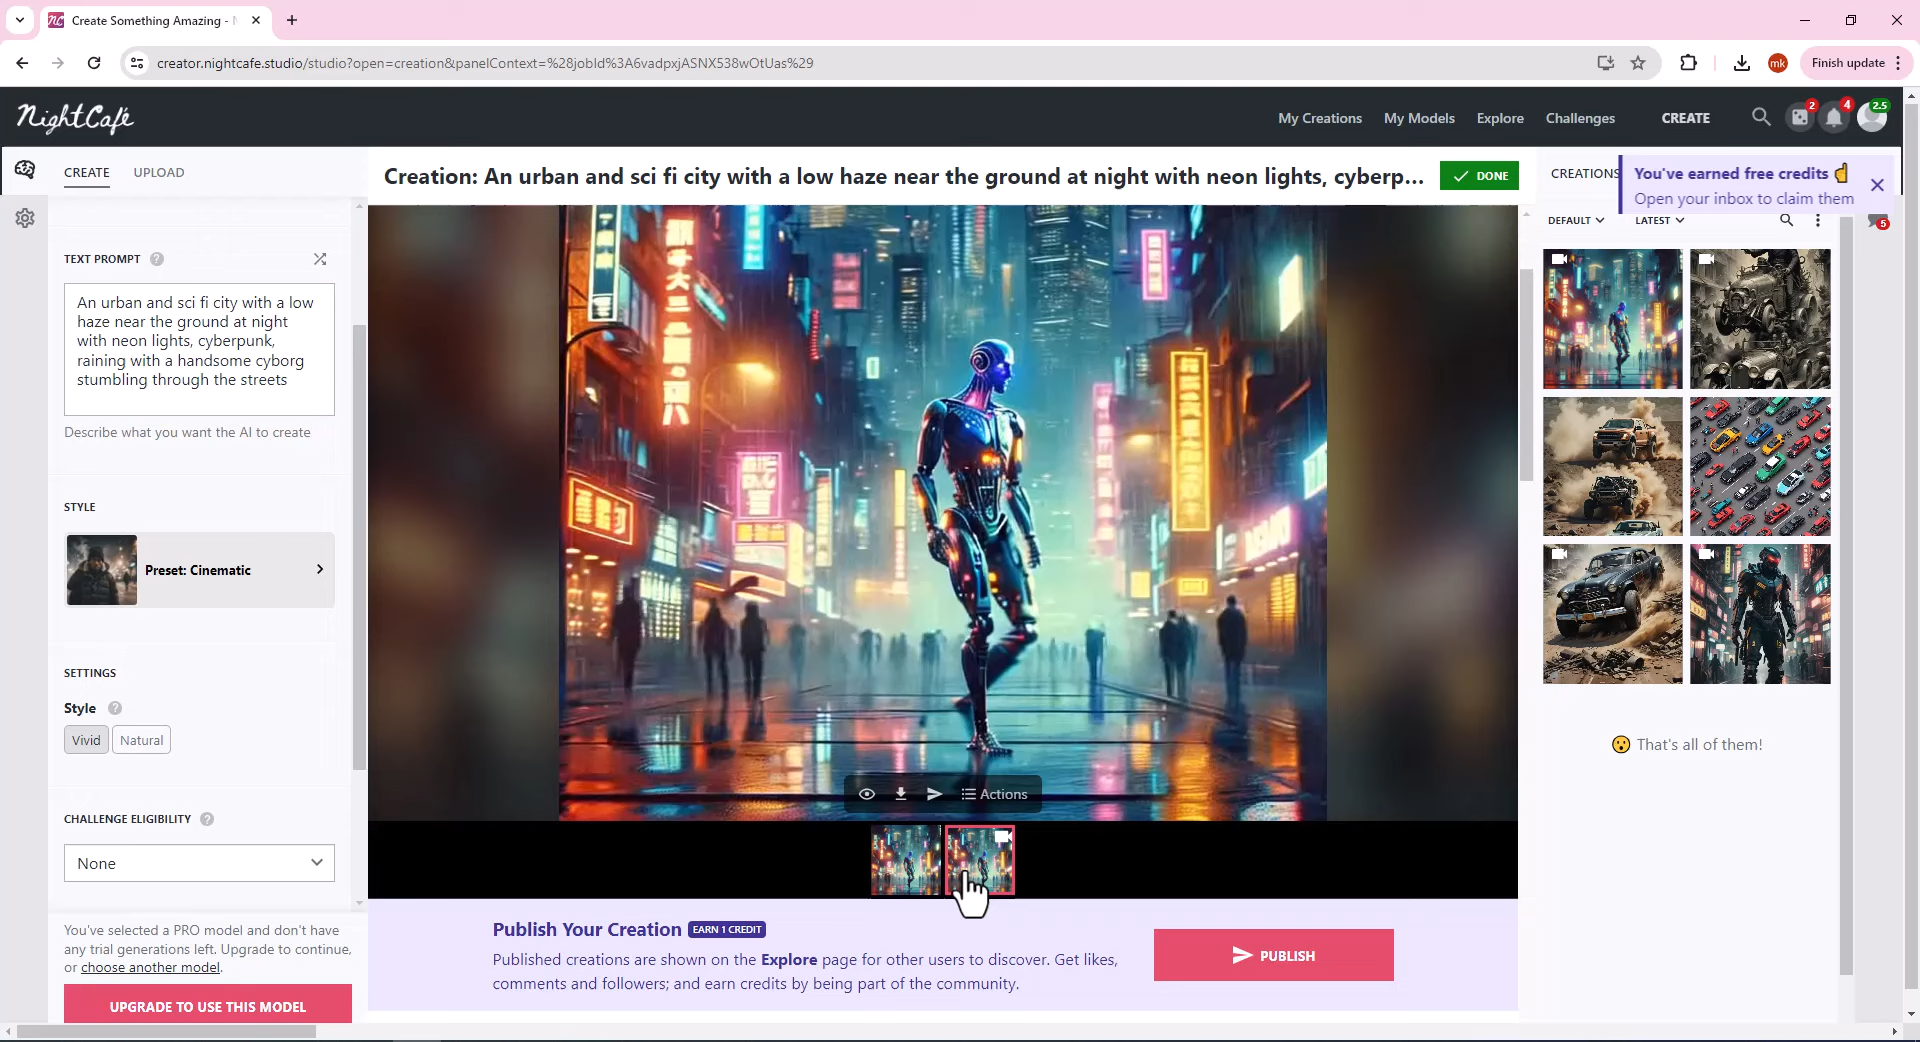 Create Something Amazing - N
creator.nightcafe.studio/studio?open=creation&panelContext=%28jobId%3A6vadpxjASNX538wOtUas%29
mk
Finish update
NightCafé
My Creations
My Models
Explore
Challenges
CREATE
2
4
2.5
CREATE
UPLOAD
Creation: An urban and sci fi city with a low haze near the ground at night with neon lights, cyberp...
DONE
CREATIONS
You've earned free credits
Open your inbox to claim them
DEFAULT
LATEST
5
TEXT PROMPT
An urban and sci fi city with a low
haze near the ground at night
with neon lights, cyberpunk,
raining with a handsome cyborg
stumbling through the streets
Describe what you want the AI to create
STYLE
Preset: Cinematic
SETTINGS
Style
Vivid
Natural
CHALLENGE ELIGIBILITY
None
You've selected a PRO model and don't have
any trial generations left. Upgrade to continue,
or choose another model.
UPGRADE TO USE THIS MODEL
Actions
Publish Your Creation
EARN 1 CREDIT
Published creations are shown on the Explore page for other users to discover. Get likes,
comments and followers; and earn credits by being part of the community.
PUBLISH
That's all of them!